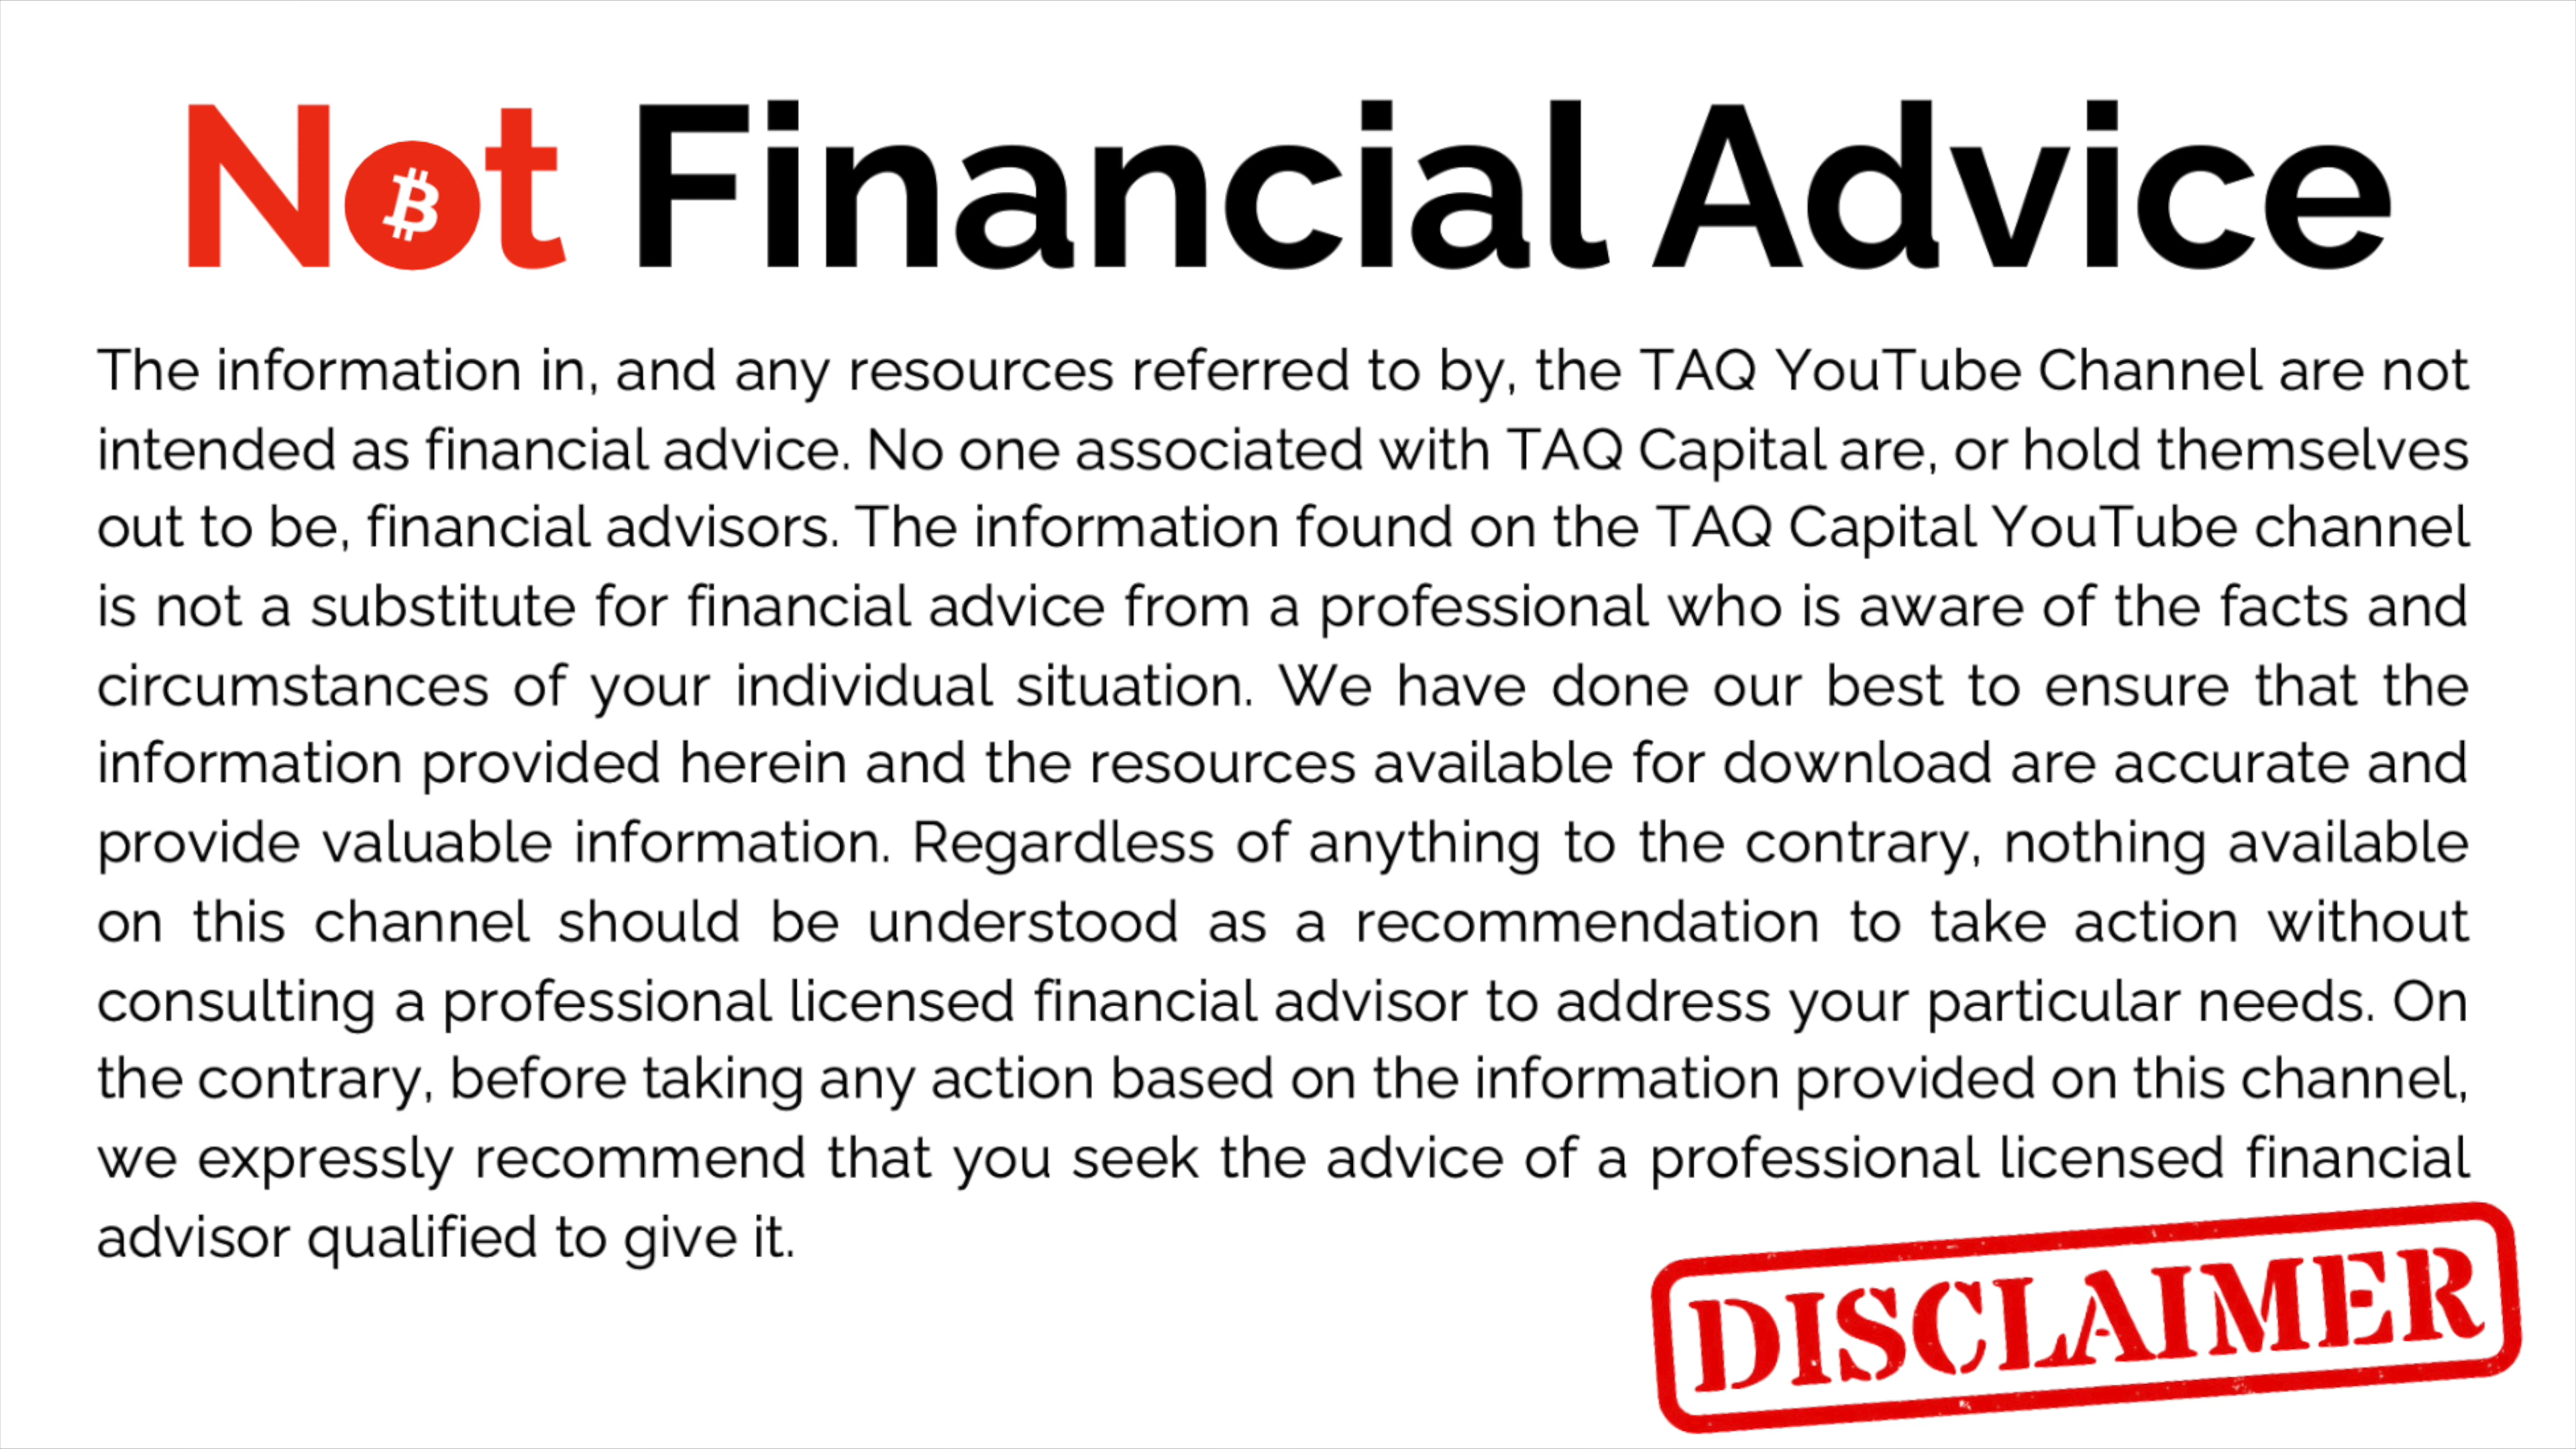 Not Financial Advice
The information in, and any resources referred to by, the TAQ YouTube Channel are not
intended as financial advice. No one associated with TAQ Capital are, or hold themselves
out to be, financial advisors. The information found on the TAQ Capital YouTube channel
is not a substitute for financial advice from a professional who is aware of the facts and
circumstances of your individual situation. We have done our best to ensure that the
information provided herein and the resources available for download are accurate and
provide valuable information. Regardless of anything to the contrary, nothing available
on this channel should be understood as a recommendation to take action without
consulting a professional licensed financial advisor to address your particular needs. On
the contrary, before taking any action based on the information provided on this channel,
we expressly recommend that you seek the advice of a professional licensed financial
advisor qualified to give it.
DISCLAIMER